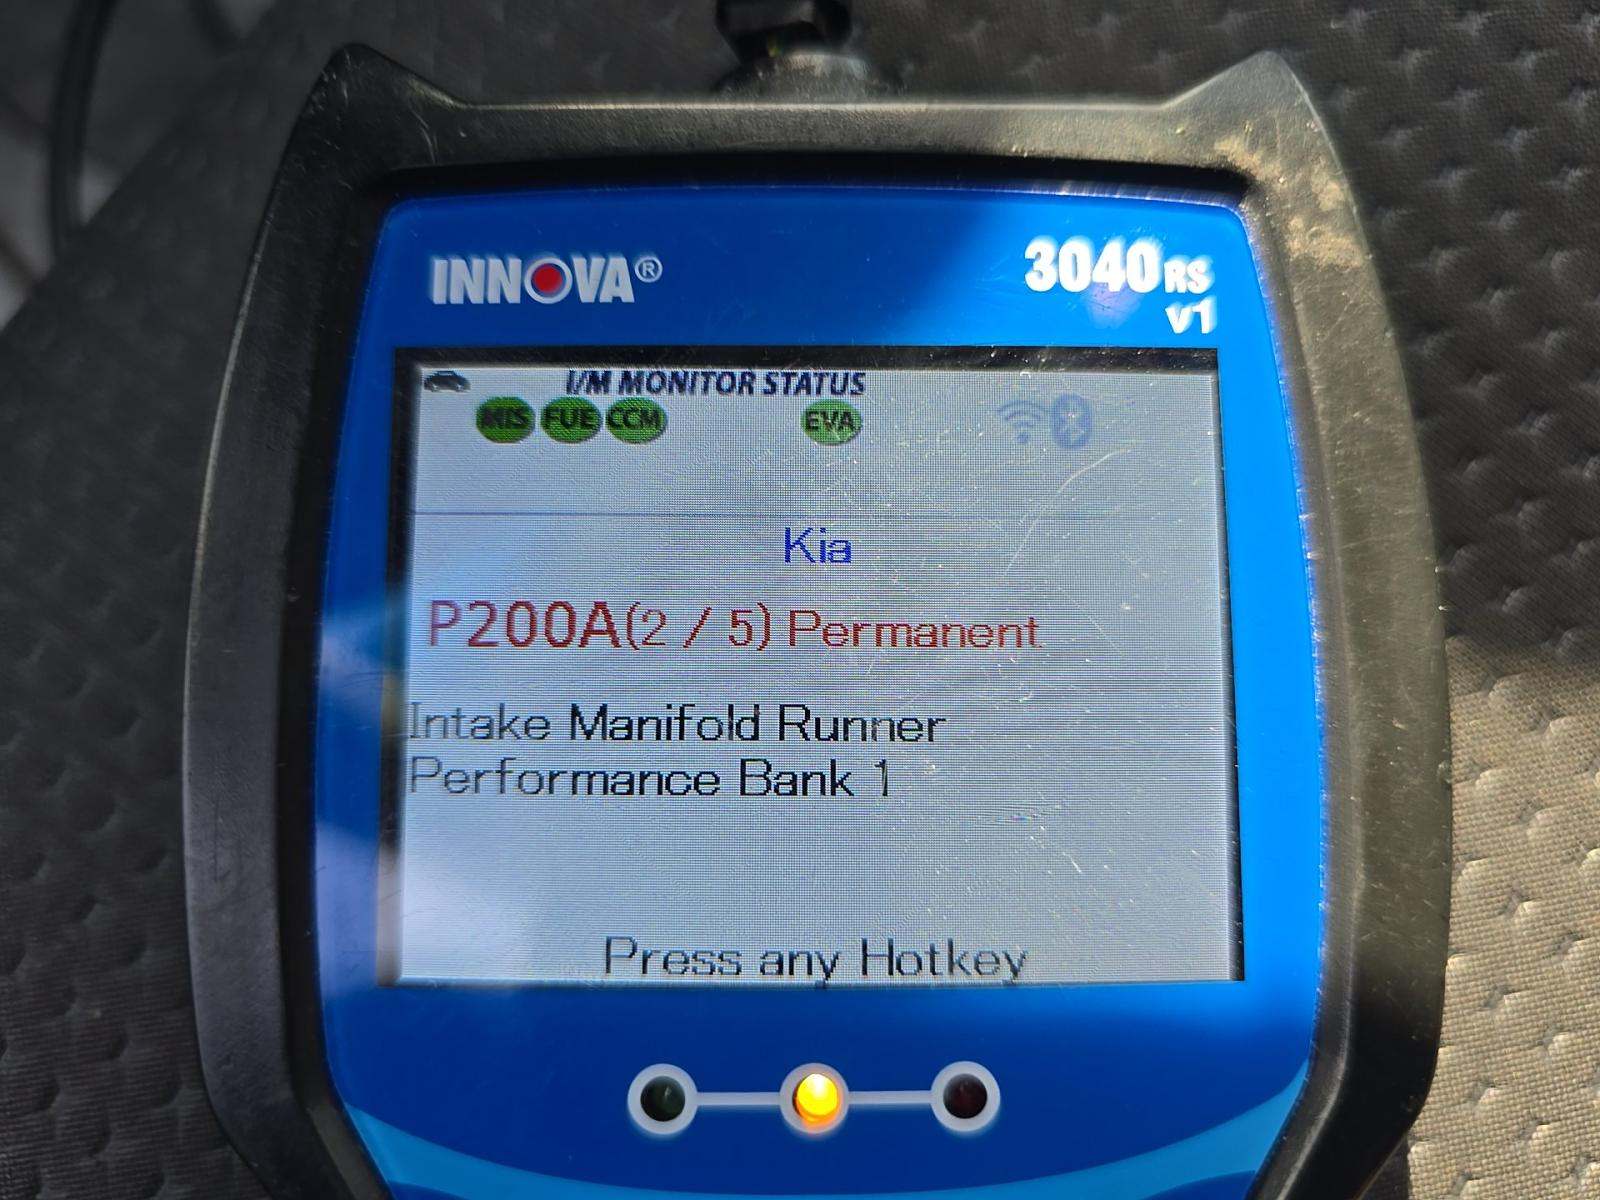 INNOVA®
3040RS
V1
I/M MONITOR STATUS
MIS FUE CCM EVA
Kia
P200A(2 / 5) Permanent
Intake Manifold Runner
Performance Bank 1
Press any Hotkey